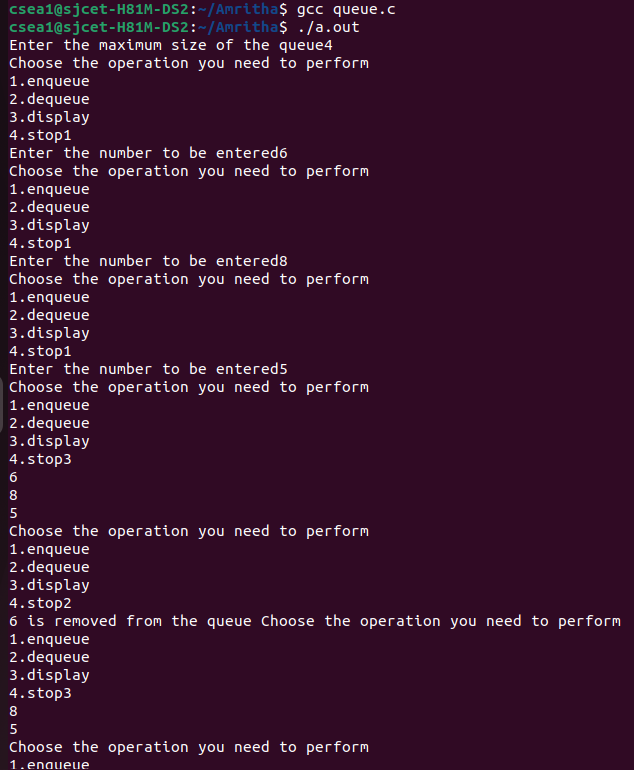 csea1@sjcet-H81M-DS2:~/Amritha$ gcc queue.c
csea1@sjcet-H81M-DS2:~/Amritha$ ./a.out
Enter the maximum size of the queue4
Choose the operation you need to perform
1.enqueue
2.dequeue
3.display
4.stop1
Enter the number to be entered6
Choose the operation you need to perform
1.enqueue
2.dequeue
3.display
4.stop1
Enter the number to be entered8
Choose the operation you need to perform
1.enqueue
2.dequeue
3.display
4.stop1
Enter the number to be entered5
Choose the operation you need to perform
1.enqueue
2.dequeue
3.display
4.stop3
6
8
5
Choose the operation you need to perform
1.enqueue
2.dequeue
3.display
4.stop2
6 is removed from the queue Choose the operation you need to perform
1.enqueue
2.dequeue
3.display
4.stop3
8
5
Choose the operation you need to perform
1.enqueue